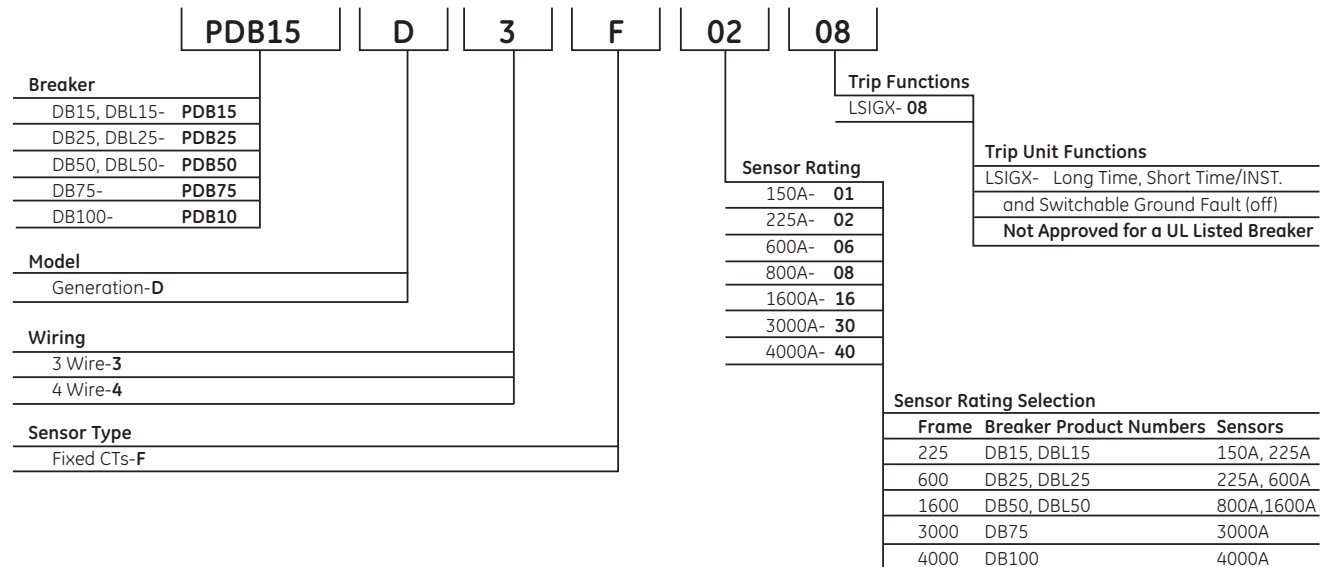 PDB15 D 3 F 02 08
Breaker
DB15, DBL15- PDB15
DB25, DBL25- PDB25
DB50, DBL50- PDB50
DB75- PDB75
DB100- PDB10
Model
Generation-D
Wiring
3 Wire-3
4 Wire-4
Sensor Type
Fixed CTs-F
Trip Functions
LSIGX- 08
Trip Unit Functions
LSIGX- Long Time, Short Time/INST.
and Switchable Ground Fault (off)
Not Approved for a UL Listed Breaker
Sensor Rating
150A- 01
225A- 02
600A- 06
800A- 08
1600A- 16
3000A- 30
4000A- 40
Sensor Rating Selection
Frame Breaker Product Numbers Sensors
225 DB15, DBL15 150A, 225A
600 DB25, DBL25 225A, 600A
1600 DB50, DBL50 800A,1600A
3000 DB75 3000A
4000 DB100 4000A